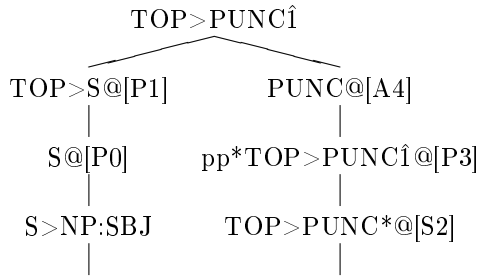 TOP>PUNCÎ
TOP>S@[P1] PUNC@[A4]
S@[P0] pp*TOP>PUNCÎ@[P3]
S>NP:SBJ TOP>PUNC*@[S2]